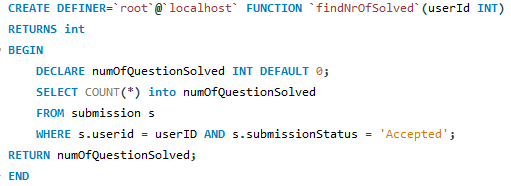 CREATE DEFINER=`root`@`localhost` FUNCTION `findNrOfSolved`(userId INT)
RETURNS int
BEGIN
DECLARE numOfQuestionSolved INT DEFAULT 0;
SELECT COUNT(*) into numOfQuestionSolved
FROM submission s
WHERE s.userid = userID AND s.submissionStatus = 'Accepted';
RETURN numOfQuestionSolved;
END